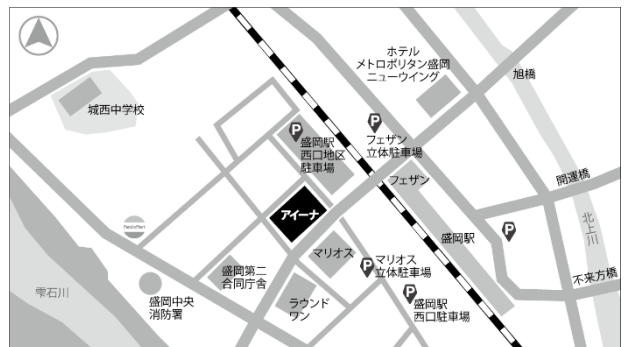 ホテル
メトロポリタン盛岡
ニューウイング
旭橋
城西中学校
P
盛岡駅
西口地区
駐車場
P
フェザン
立体駐車場
フェザン
開運橋
アイーナ
FamilyMart
マリオス
盛岡駅
P
北上川
盛岡第二
合同庁舎
P
マリオス
立体駐車場
不来方橋
雫石川
盛岡中央
消防署
ラウンド
ワン
P
盛岡駅
西口駐車場